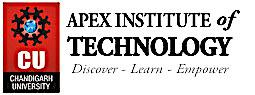 CU
CHANDIGARH
UNIVERSITY
APEX INSTITUTE of
TECHNOLOGY
Discover - Learn - Empower